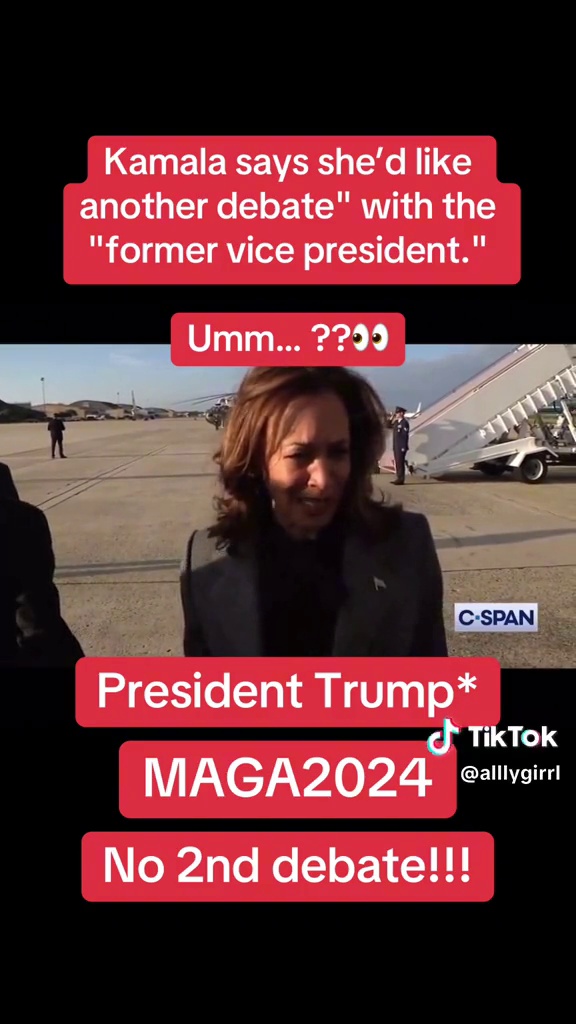 Kamala says she’d like
another debate" with the
"former vice president."
Umm... ??👀
C-SPAN
President Trump*
TikTok
MAGA2024
@alllygirrl
No 2nd debate!!!